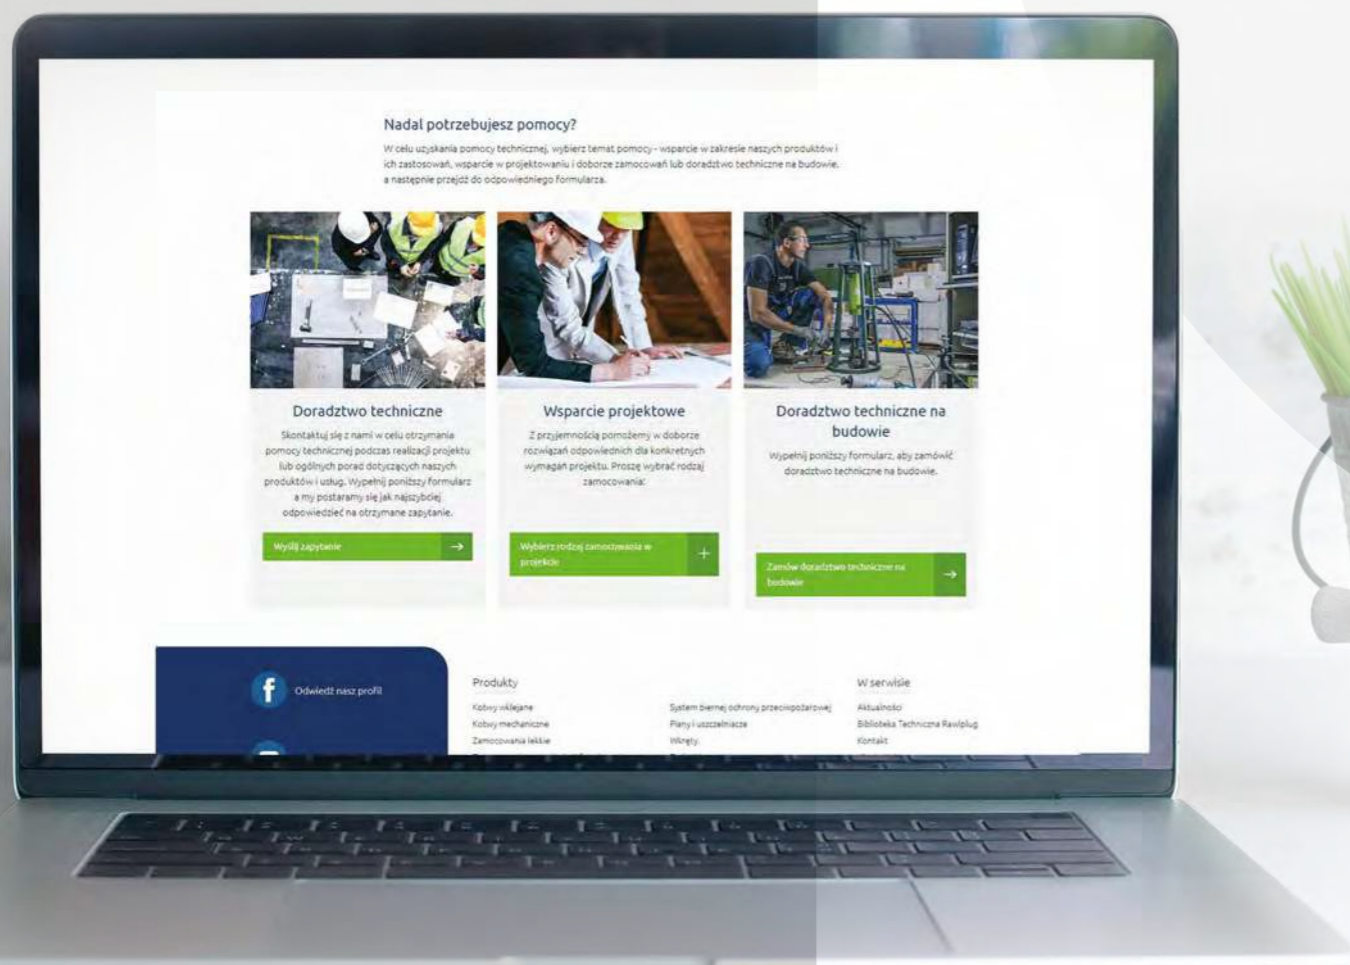 Nadal potrzebujesz pomocy?
W celu uzyskania pomocy technicznej, wybierz temat pomocy - wsparcie w zakresie naszych produktów i
ich zastosowań, wsparcie w projektowaniu i doborze zamocowań lub doradztwo techniczne na budowie,
a następnie przejdź do odpowiedniego formularza.
Doradztwo techniczne
Skontaktuj się z nami w celu otrzymania
pomocy technicznej podczas realizacji projektu
lub ogólnych porad dotyczących naszych
produktów i usług. Wypełnij poniższy formularz
a my postaramy się jak najszybciej
odpowiedzieć na otrzymane zapytanie.
Wyślij zapytanie
Wsparcie projektowe
Z przyjemnością pomożemy w doborze
rozwiązań odpowiednich dla konkretnych
wymagań projektu. Proszę wybrać rodzaj
zamocowania:
Wybierz rodzaj zamocowania w
projekcie
Doradztwo techniczne na
budowie
Wypełnij poniższy formularz, aby zamówić
doradztwo techniczne na budowie.
Zamów doradztwo techniczne na
budowie
f
Odwiedź nasz profil
Produkty
Kotwy wklejane
Kotwy mechaniczne
Zamocowania lekkie
System biernej ochrony przeciwpożarowej
Piany i uszczelniacze
Wkręty
W serwisie
Aktualności
Biblioteka Techniczna Rawlplug
Kontakt